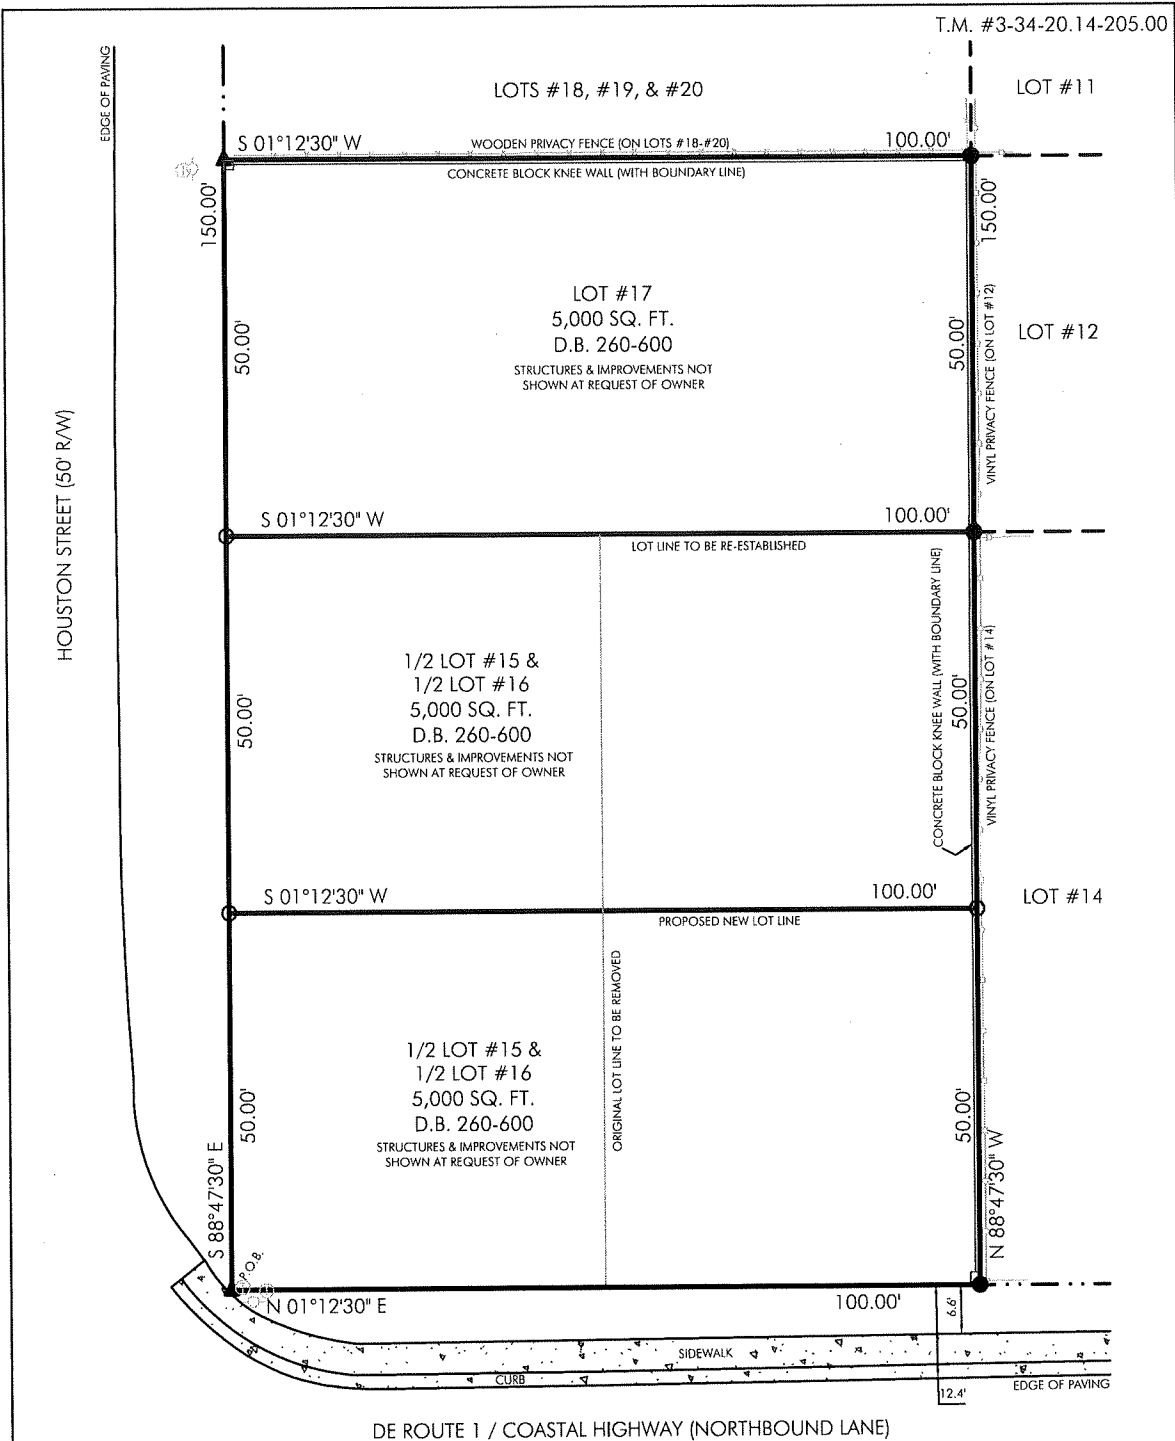 T.M. #3-34-20.14-205.00
EDGE OF PAVING
LOTS #18, #19, & #20
LOT #11
S 01°12'30" W
WOODEN PRIVACY FENCE (ON LOTS #18-#20)
100.00'
CONCRETE BLOCK KNEE WALL (WITH BOUNDARY LINE)
150.00'
150.00'
LOT #17
5,000 SQ. FT.
D.B. 260-600
STRUCTURES & IMPROVEMENTS NOT
SHOWN AT REQUEST OF OWNER
50.00'
50.00'
VINYL PRIVACY FENCE (ON LOT #12)
LOT #12
HOUSTON STREET (50' R/W)
S 01°12'30" W
100.00'
LOT LINE TO BE RE-ESTABLISHED
1/2 LOT #15 &
1/2 LOT #16
5,000 SQ. FT.
D.B. 260-600
STRUCTURES & IMPROVEMENTS NOT
SHOWN AT REQUEST OF OWNER
50.00'
CONCRETE BLOCK KNEE WALL (WITH BOUNDARY LINE)
50.00'
VINYL PRIVACY FENCE (ON LOT #14)
S 01°12'30" W
100.00'
PROPOSED NEW LOT LINE
LOT #14
ORIGINAL LOT LINE TO BE REMOVED
1/2 LOT #15 &
1/2 LOT #16
5,000 SQ. FT.
D.B. 260-600
STRUCTURES & IMPROVEMENTS NOT
SHOWN AT REQUEST OF OWNER
50.00'
50.00'
S 88°47'30" E
N 88°47'30" W
P.O.B.
N 01°12'30" E
100.00'
6.6'
SIDEWALK
CURB
12.4'
EDGE OF PAVING
DE ROUTE 1 / COASTAL HIGHWAY (NORTHBOUND LANE)